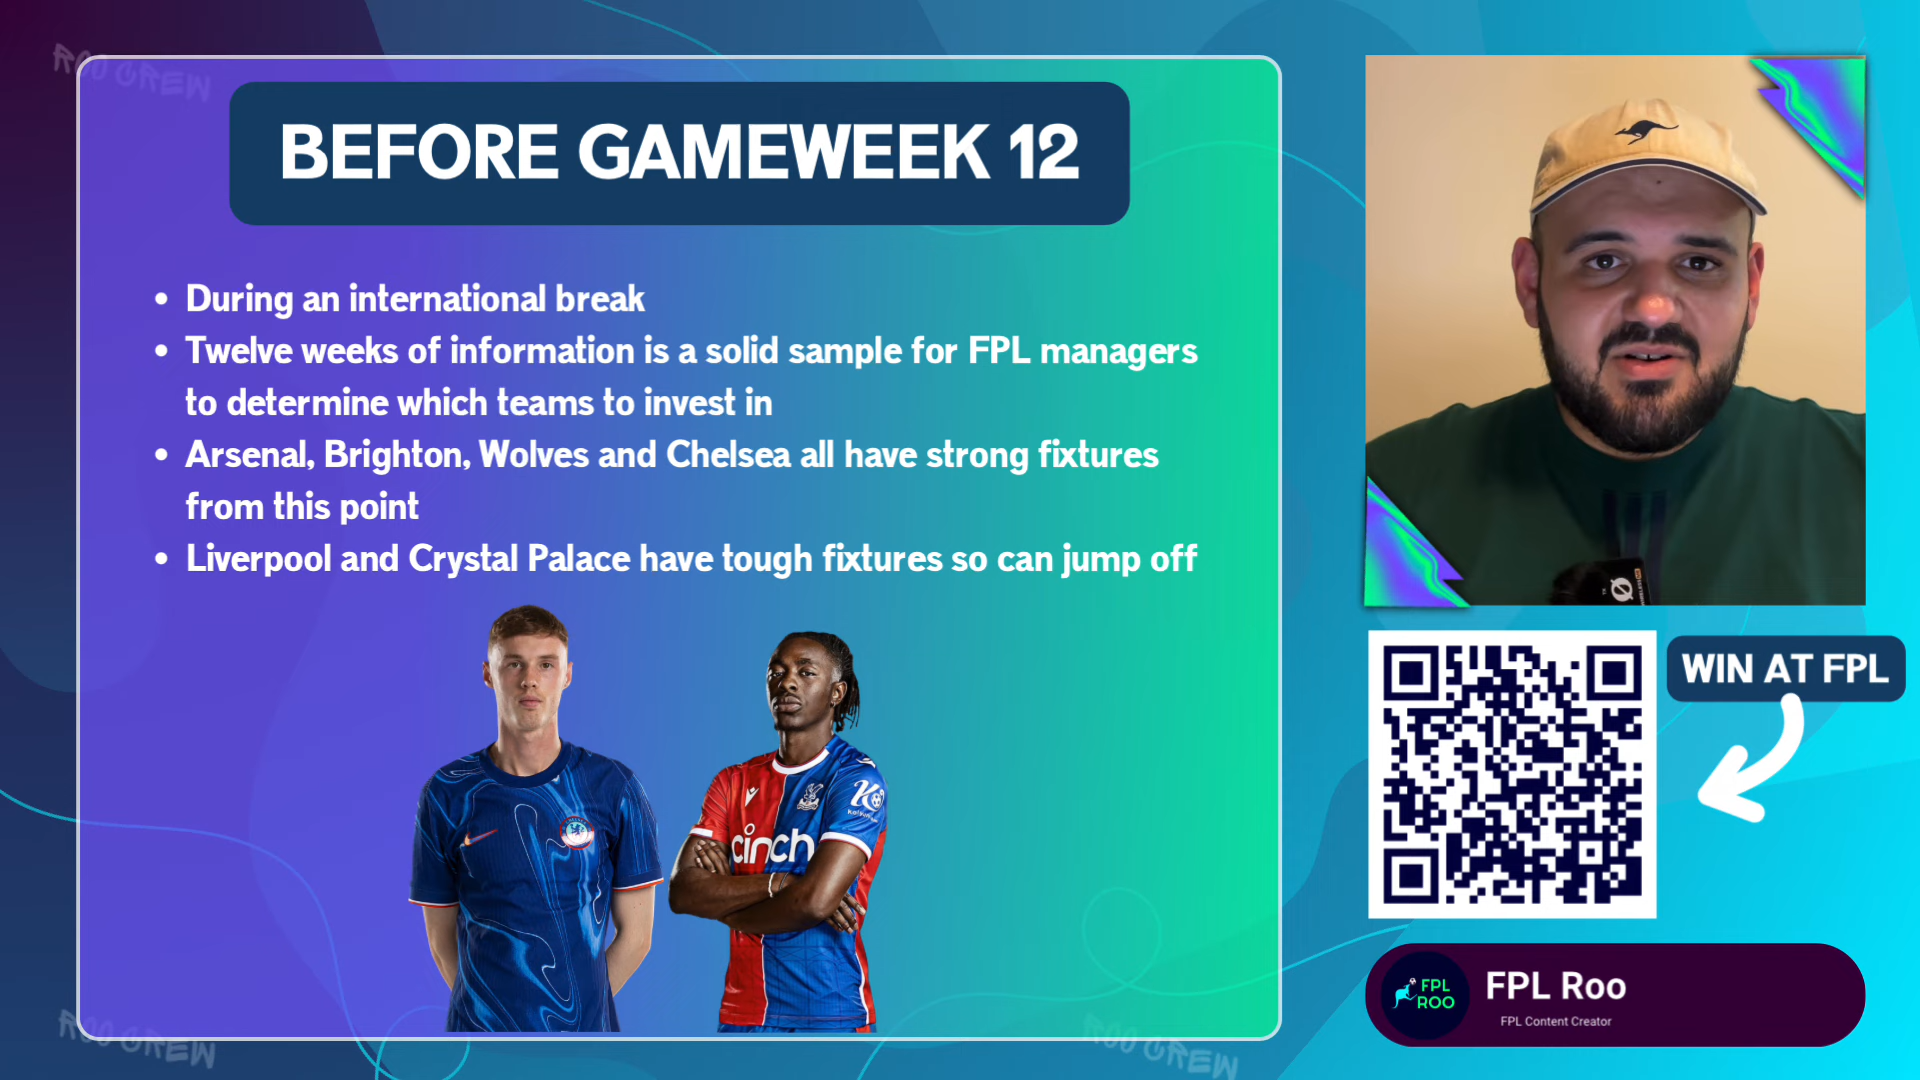 ROO CREW
BEFORE GAMEWEEK 12
• During an international break
• Twelve weeks of information is a solid sample for FPL managers
to determine which teams to invest in
• Arsenal, Brighton, Wolves and Chelsea all have strong fixtures
from this point
• Liverpool and Crystal Palace have tough fixtures so can jump off
cinch
WIN AT FPL
FPL
ROO
FPL Roo
FPL Content Creator
ROO CREW
ROO CREW